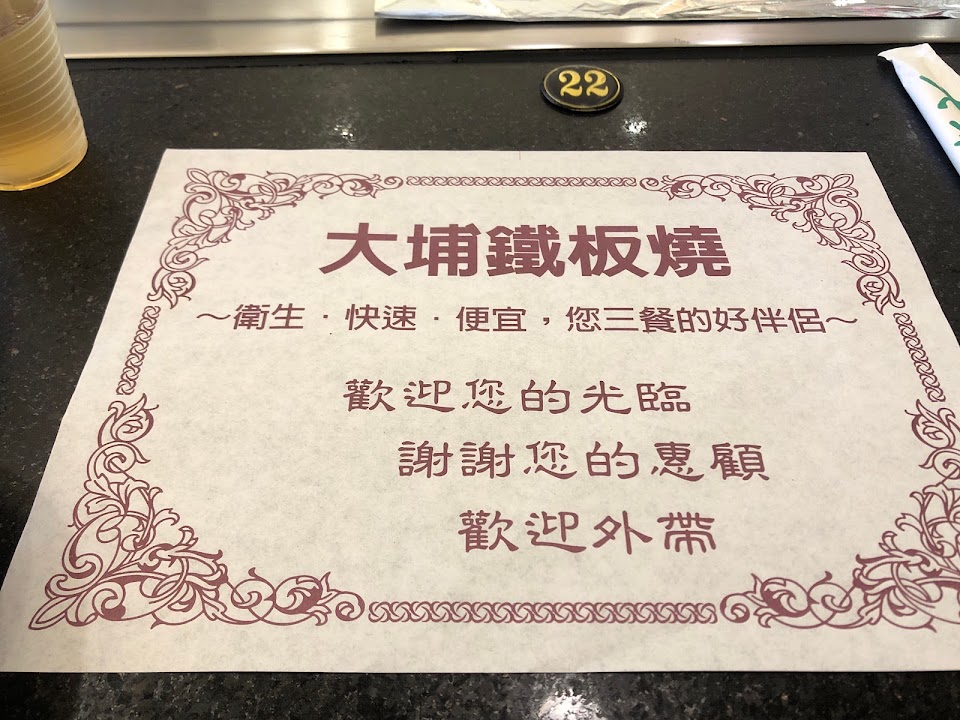 22
大埔鐵板燒
～衛生．快速．便宜，您三餐的好伴侶～
歡迎您的光臨
謝謝您的惠顧
歡迎外帶